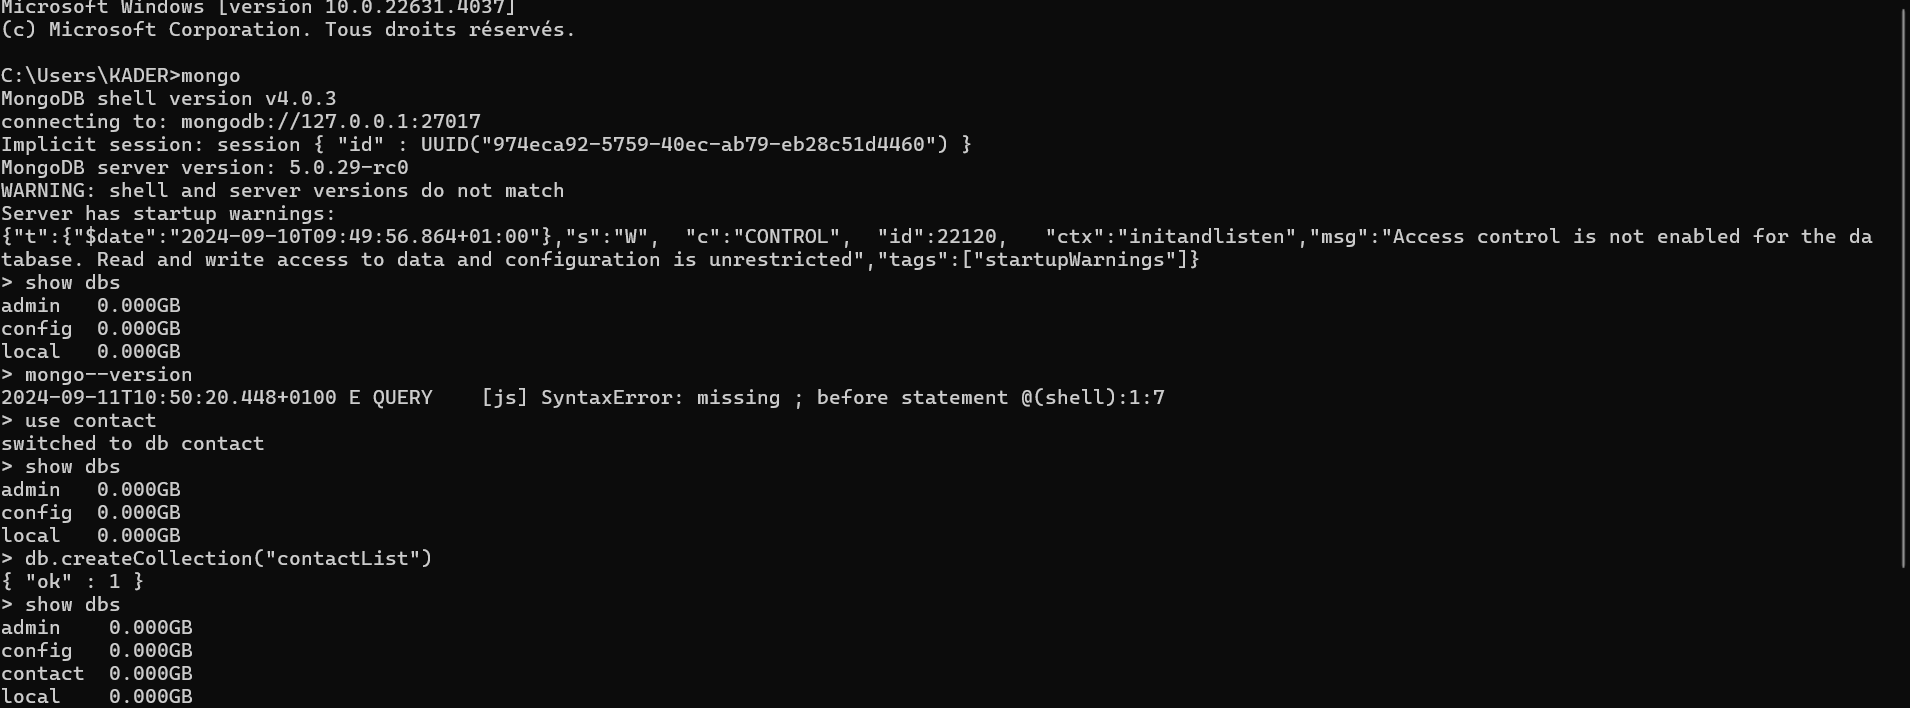 Microsoft Windows [version 10.0.22631.4037]
(c) Microsoft Corporation. Tous droits réservés.
C:\Users\KADER>mongo
MongoDB shell version v4.0.3
connecting to: mongodb://127.0.0.1:27017
Implicit session: session { "id" : UUID("974eca92-5759-40ec-ab79-eb28c51d4460") }
MongoDB server version: 5.0.29-rc0
WARNING: shell and server versions do not match
Server has startup warnings:
{"t":{"$date":"2024-09-10T09:49:56.864+01:00"},"s":"W",  "c":"CONTROL",  "id":22120,   "ctx":"initandlisten","msg":"Access control is not enabled for the da
tabase. Read and write access to data and configuration is unrestricted","tags":["startupWarnings"]}
> show dbs
admin   0.000GB
config  0.000GB
local   0.000GB
> mongo--version
2024-09-11T10:50:20.448+0100 E QUERY    [js] SyntaxError: missing ; before statement @(shell):1:7
> use contact
switched to db contact
> show dbs
admin   0.000GB
config  0.000GB
local   0.000GB
> db.createCollection("contactList")
{ "ok" : 1 }
> show dbs
admin    0.000GB
config   0.000GB
contact  0.000GB
local    0.000GB